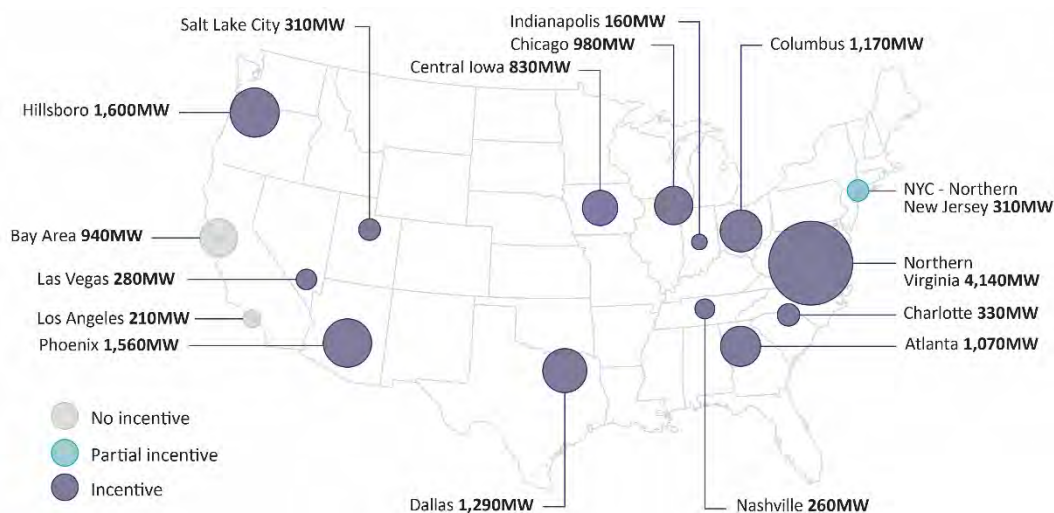 Salt Lake City 310MW
Indianapolis 160MW
Chicago 980MW
Columbus 1,170MW
Central Iowa 830MW
Hillsboro 1,600MW
NYC - Northern
New Jersey 310MW
Bay Area 940MW
Las Vegas 280MW
Northern
Virginia 4,140MW
Los Angeles 210MW
Charlotte 330MW
Phoenix 1,560MW
Atlanta 1,070MW
No incentive
Partial incentive
Incentive
Dallas 1,290MW
Nashville 260MW